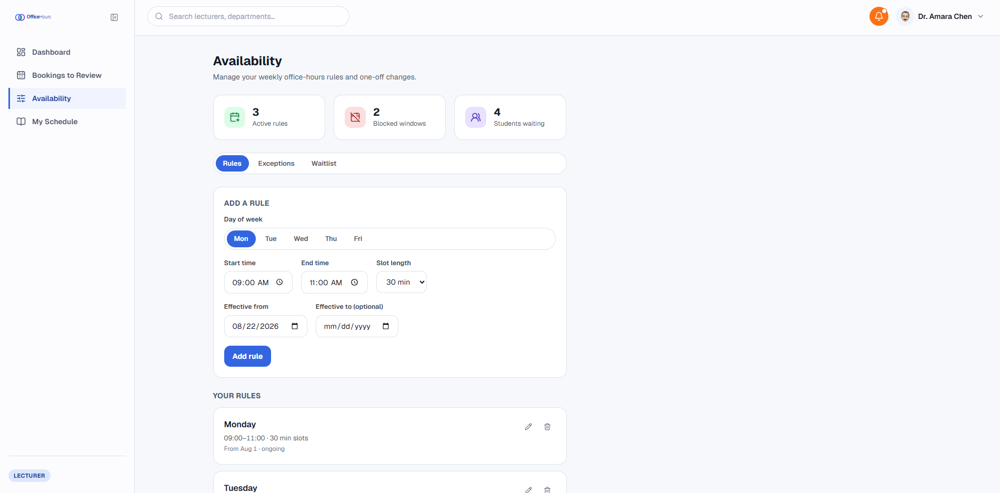 OfficeHours
Search lecturers, departments...
Dr. Amara Chen
Dashboard
Bookings to Review
Availability
My Schedule
LECTURER
Availability
Manage your weekly office-hours rules and one-off changes.
3
Active rules
2
Blocked windows
4
Students waiting
Rules Exceptions Waitlist
ADD A RULE
Day of week
Mon Tue Wed Thu Fri
Start time End time Slot length
09:00 AM 11:00 AM 30 min
Effective from Effective to (optional)
08/22/2026 mm/dd/yyyy
Add rule
YOUR RULES
Monday
09:00–11:00 · 30 min slots
From Aug 1 · ongoing
Tuesday